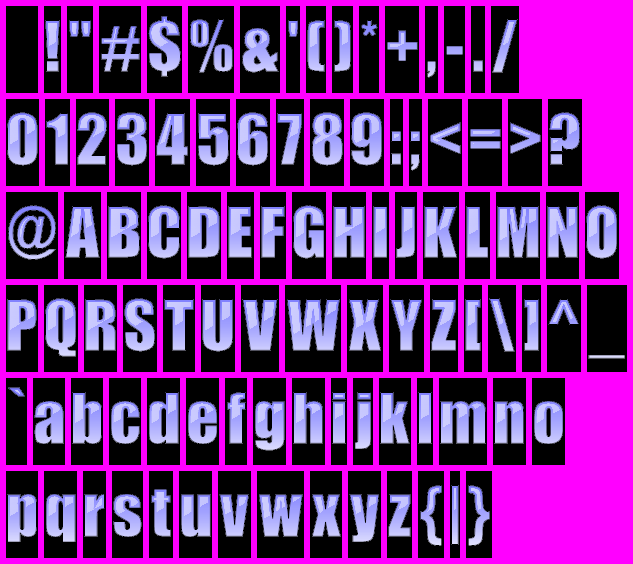 !"#$%&'()*+,-./
0123456789:;<=>?
@ABCDEFGHIJKLMNO
PQRSTUVWXYZ[\]^_
`abcdefghijklmno
pqrstuvwxyz{|}